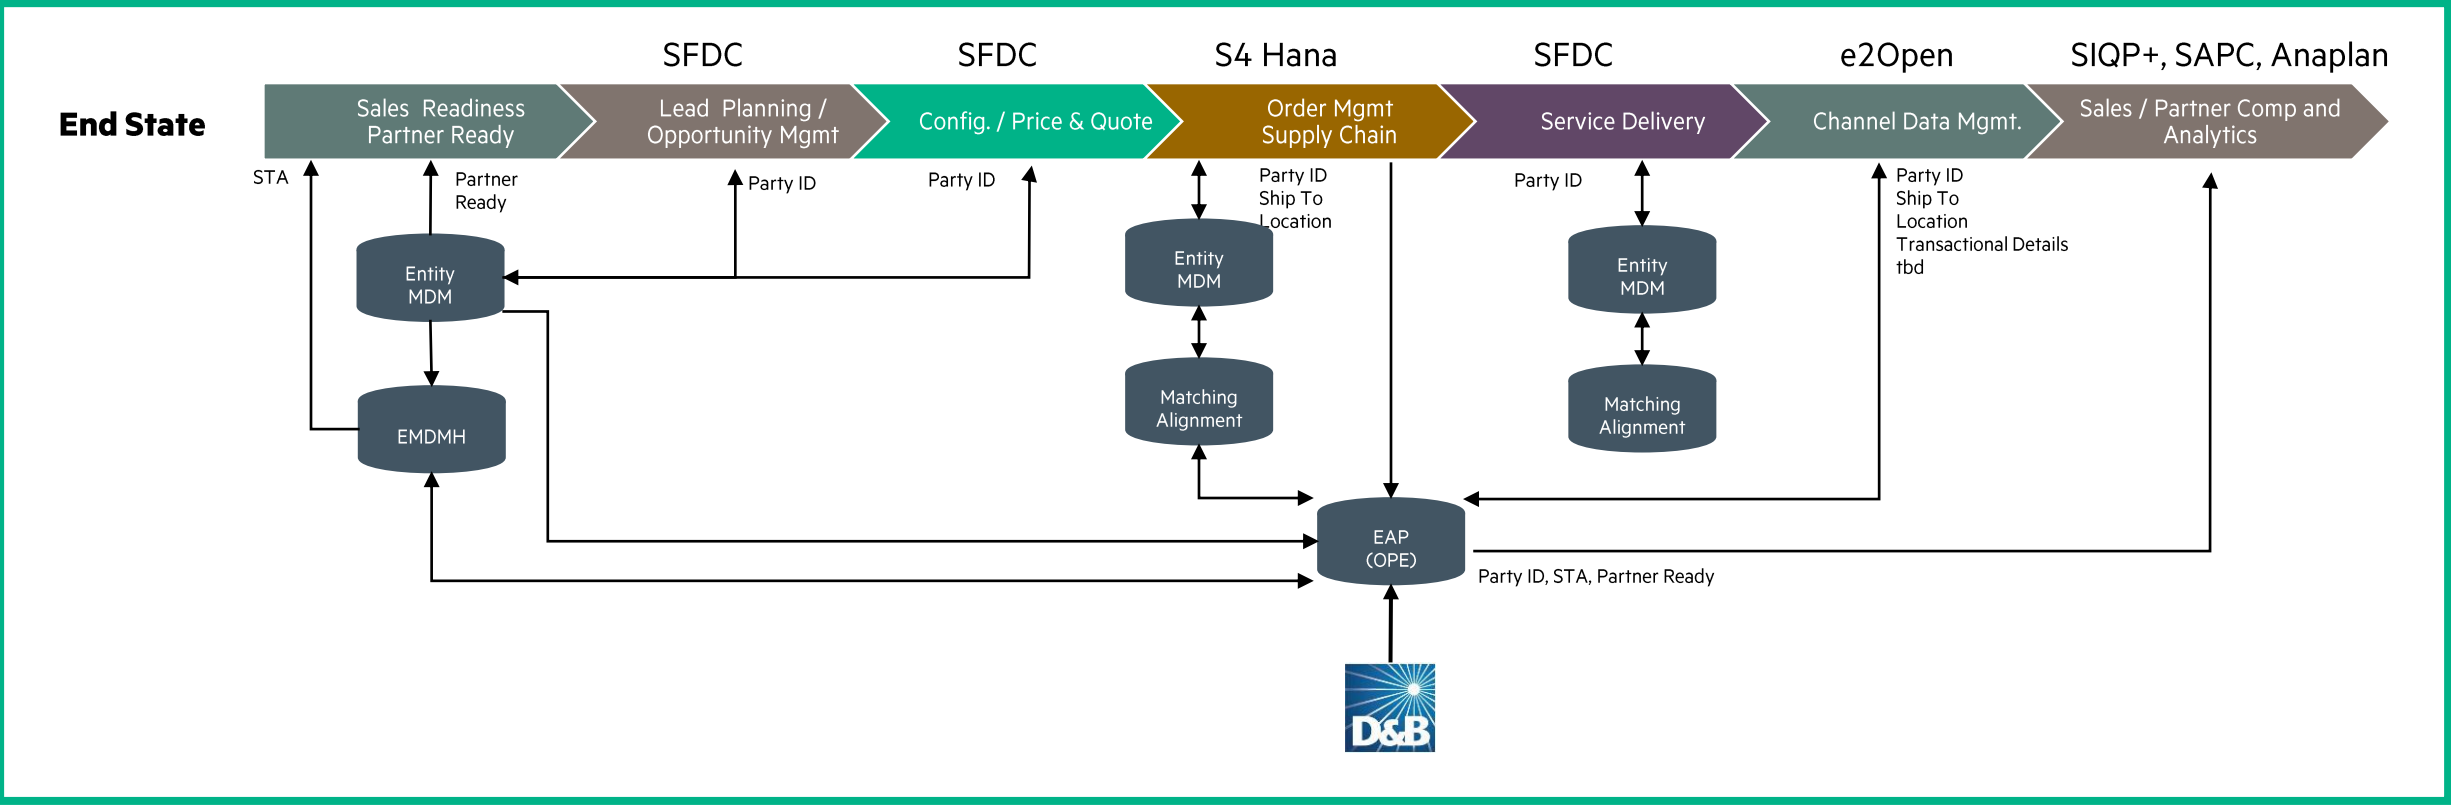 SFDC
SFDC
S4 Hana
SFDC
e2Open
SIQP+, SAPC, Anaplan
End State
Sales Readiness
Partner Ready
Lead Planning /
Opportunity Mgmt
Config. / Price & Quote
Order Mgmt
Supply Chain
Service Delivery
Channel Data Mgmt.
Sales / Partner Comp and
Analytics
STA
Partner
Ready
Party ID
Party ID
Party ID
Ship To
Location
Party ID
Party ID
Ship To
Location
Transactional Details
tbd
Entity
MDM
Entity
MDM
Entity
MDM
EMDMH
Matching
Alignment
Matching
Alignment
EAP
(OPE)
Party ID, STA, Partner Ready
D&B